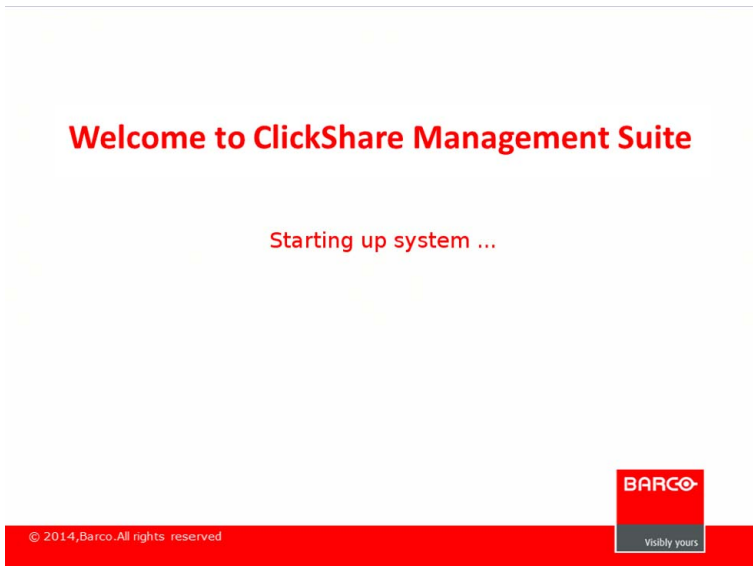 Welcome to ClickShare Management Suite
Starting up system ...
BARCO
© 2014,Barco.All rights reserved
Visibly yours